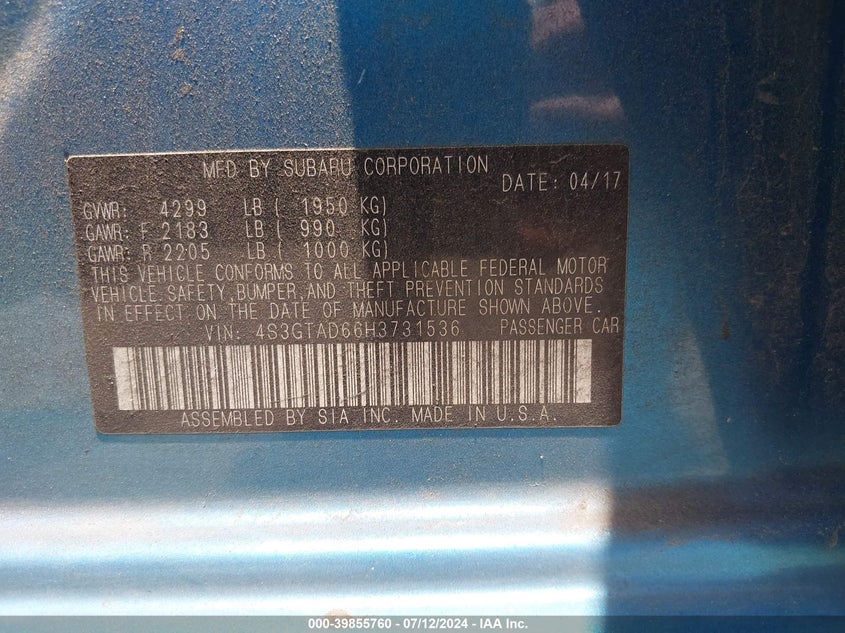 MFD BY SUBARU CORPORATION
DATE: 04/17
GVWR: 4299 LB ( 1950 KG)
GAWR: F 2183 LB ( 990 KG)
GAWR: R 2205 LB ( 1000 KG)
THIS VEHICLE CONFORMS TO ALL APPLICABLE FEDERAL MOTOR
VEHICLE SAFETY, BUMPER, AND THEFT PREVENTION STANDARDS
IN EFFECT ON THE DATE OF MANUFACTURE SHOWN ABOVE.
VIN: 4S3GTAD66H3731536 PASSENGER CAR
ASSEMBLED BY SIA INC. MADE IN U.S.A.
000-39855760 - 07/12/2024 - IAA Inc.